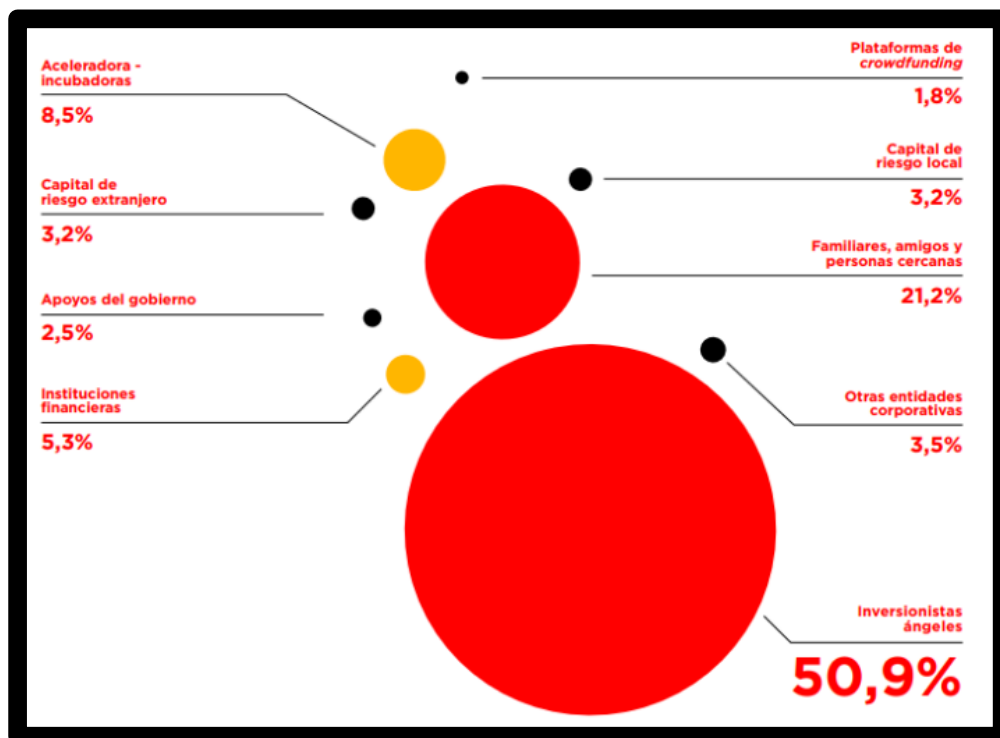 Aceleradora -
incubadoras
8,5%
Capital de
riesgo extranjero
3,2%
Apoyos del gobierno
2,5%
Instituciones
financieras
5,3%
Plataformas de
crowdfunding
1,8%
Capital de
riesgo local
3,2%
Familiares, amigos y
personas cercanas
21,2%
Otras entidades
corporativas
3,5%
Inversionistas
ángeles
50,9%